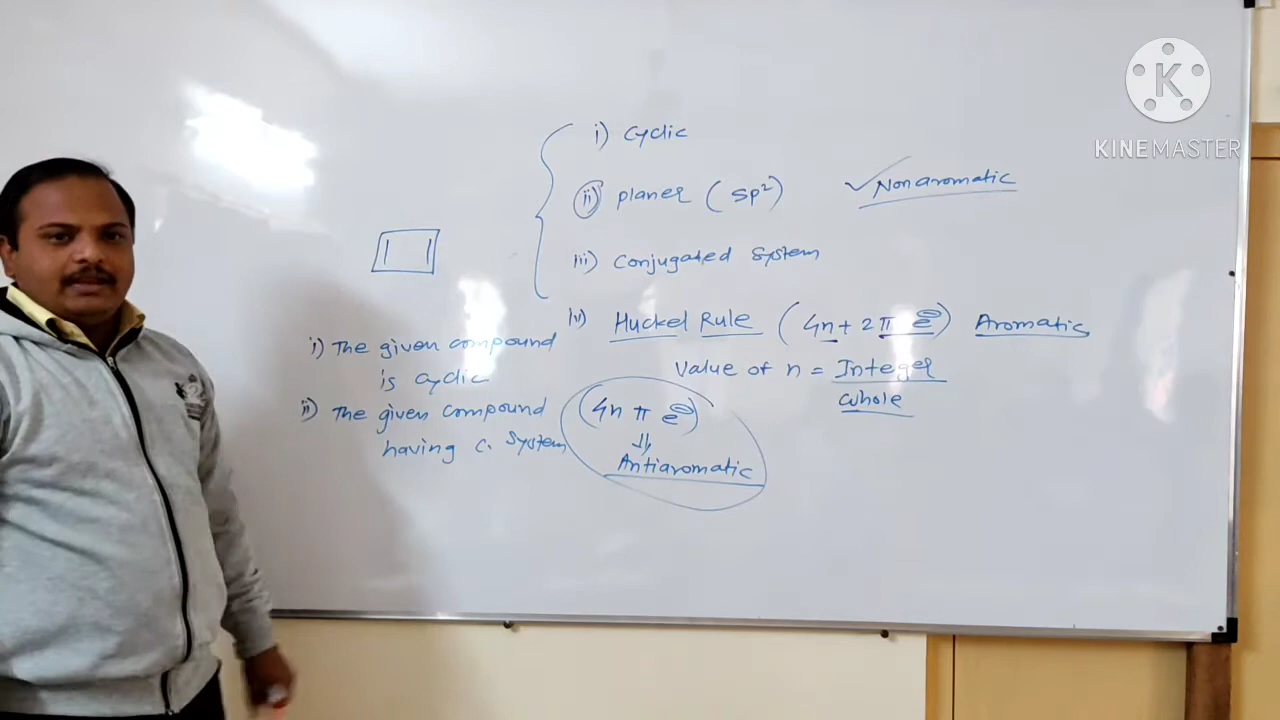 i) Cyclic
ii) planer ( sp²) ✓Nonaromatic
iii) Conjugated System
iv) Huckel Rule ( 4n + 2 π e⊖) Aromatic
Value of n = Integer
whole
(4n π e⊖)
⇓
Antiaromatic
i) The given compound
is cyclic
ii) The given compound
having c. System
K
KINEMASTER